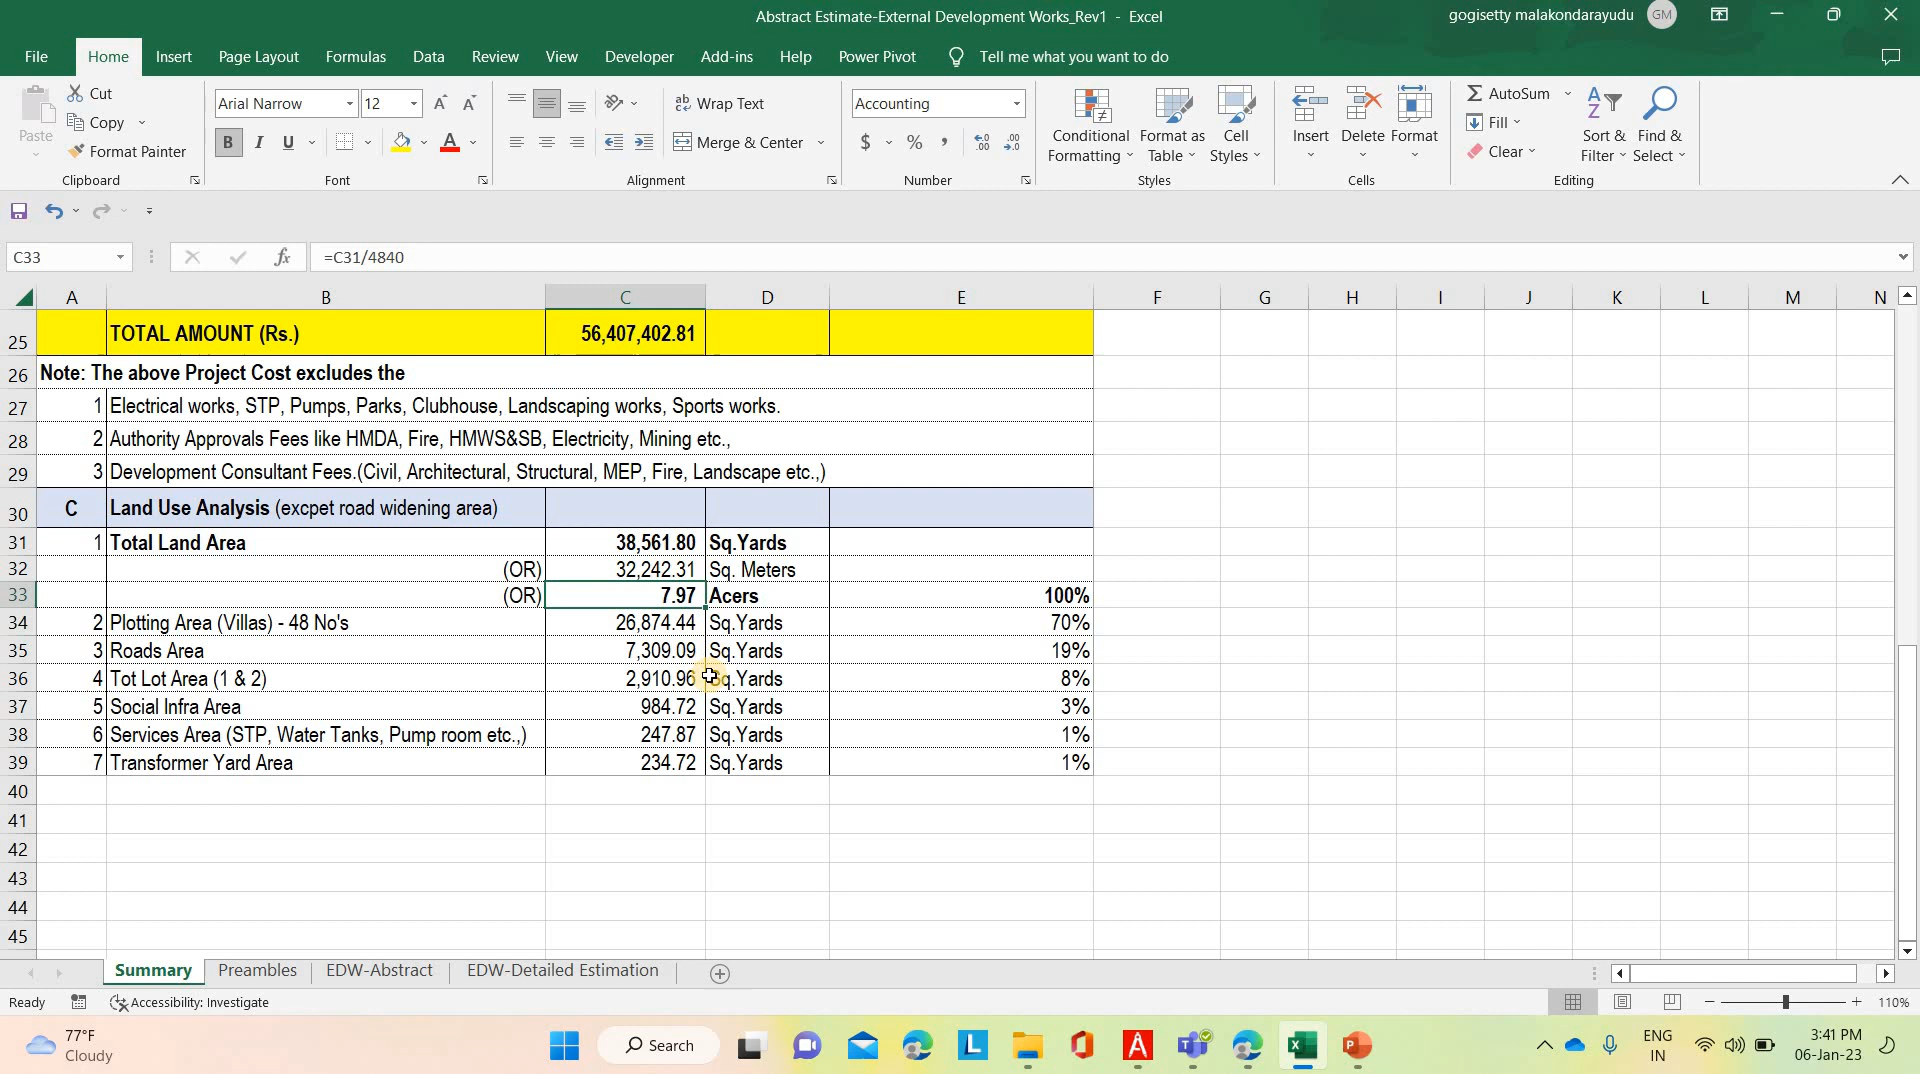 Abstract Estimate-External Development Works_Rev1 - Excel
gogisetty malakondarayudu GM
File Home Insert Page Layout Formulas Data Review View Developer Add-ins Help Power Pivot Tell me what you want to do
Cut
Copy
Format Painter
Paste
Clipboard
Arial Narrow 12
B I U
Font
Wrap Text
Merge & Center
Alignment
Accounting
$ % ,
Number
Conditional Formatting
Format as Table
Cell Styles
Styles
Insert Delete Format
Cells
AutoSum
Fill
Clear
Sort & Filter
Find & Select
Editing
C33 fx =C31/4840
A B C D E F G H I J K L M N
25 TOTAL AMOUNT (Rs.) 56,407,402.81
26 Note: The above Project Cost excludes the
27 1 Electrical works, STP, Pumps, Parks, Clubhouse, Landscaping works, Sports works.
28 2 Authority Approvals Fees like HMDA, Fire, HMWS&SB, Electricity, Mining etc.,
29 3 Development Consultant Fees.(Civil, Architectural, Structural, MEP, Fire, Landscape etc.,)
30 C Land Use Analysis (excpet road widening area)
31 1 Total Land Area 38,561.80 Sq.Yards
32 (OR) 32,242.31 Sq. Meters
33 (OR) 7.97 Acers 100%
34 2 Plotting Area (Villas) - 48 No's 26,874.44 Sq.Yards 70%
35 3 Roads Area 7,309.09 Sq.Yards 19%
36 4 Tot Lot Area (1 & 2) 2,910.96 Sq.Yards 8%
37 5 Social Infra Area 984.72 Sq.Yards 3%
38 6 Services Area (STP, Water Tanks, Pump room etc.,) 247.87 Sq.Yards 1%
39 7 Transformer Yard Area 234.72 Sq.Yards 1%
40
41
42
43
44
45
Summary Preambles EDW-Abstract EDW-Detailed Estimation
Ready Accessibility: Investigate 110%
77°F
Cloudy
Search
ENG
IN
3:41 PM
06-Jan-23